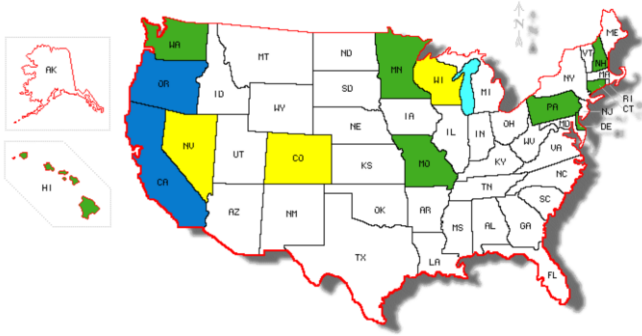 ME
WA
VT
NH
MT
ND
MN
AK
OR
WI
NY
MA
ID
SD
MI
WY
PA
RI
CT
NJ
IA
NE
OH
MD
DE
IL
IN
NV
UT
WV
VA
CO
HI
KS
MO
KY
CA
NC
TN
OK
AZ
NM
AR
SC
MS
AL
GA
TX
LA
FL
N
N